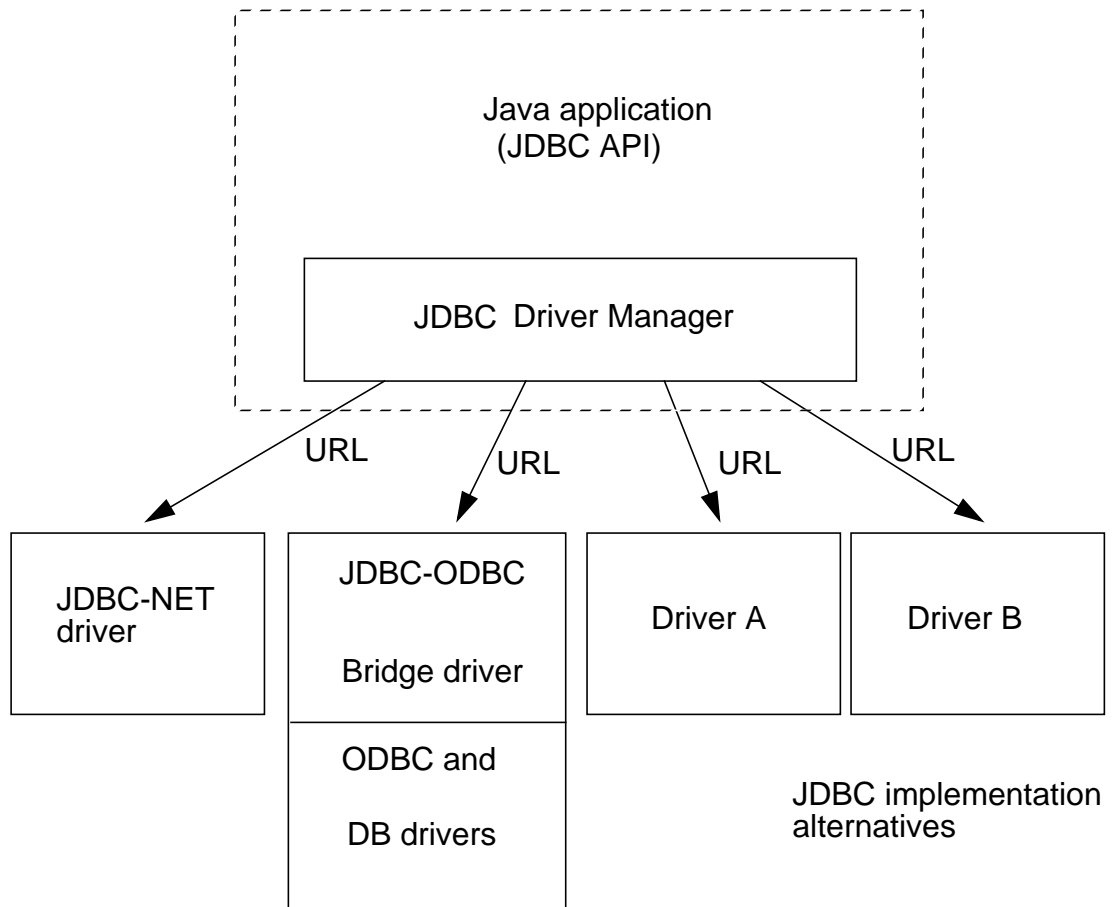 Java application
(JDBC API)
JDBC Driver Manager
URL
URL
URL
URL
JDBC-NET
driver
JDBC-ODBC
Bridge driver
ODBC and
DB drivers
Driver A
Driver B
JDBC implementation
alternatives